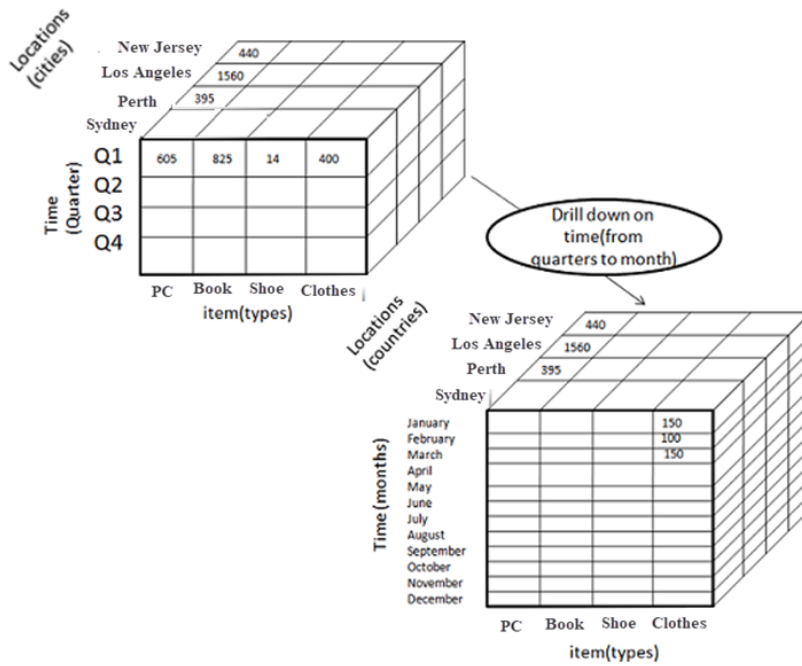 Locations
(cities)
New Jersey
440
Los Angeles
1560
Perth
395
Sydney
Time
(Quarter)
Q1
605 825 14 400
Q2
Q3
Q4
PC Book Shoe Clothes
item(types)
Drill down on
time(from
quarters to month)
Locations
(countries)
New Jersey
440
Los Angeles
1560
Perth
395
Sydney
Time (months)
January 150
February 100
March 150
April
May
June
July
August
September
October
November
December
PC Book Shoe Clothes
item(types)